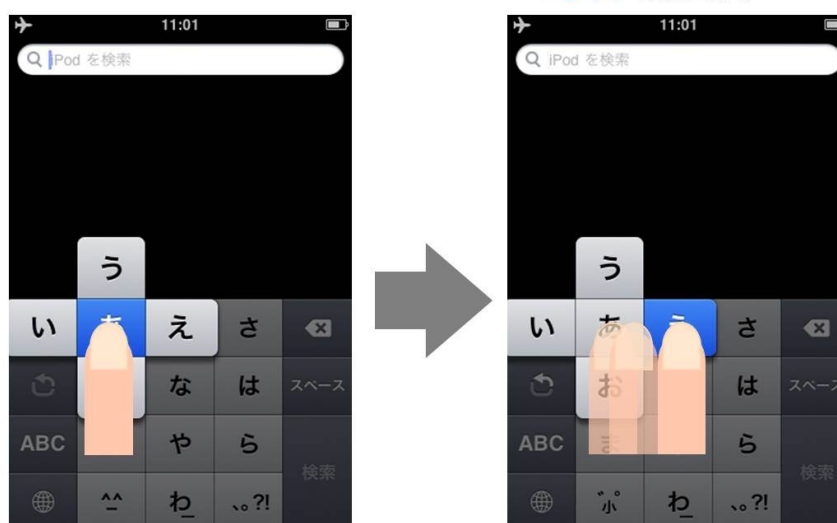 11:01
iPod を検索
う
い あ え さ
な は スペース
ABC や ら
検索
^^ わ 、。?!
11:01
iPod を検索
う
い あ え さ
お は スペース
ABC ら
検索
゛゜小 わ 、。?!